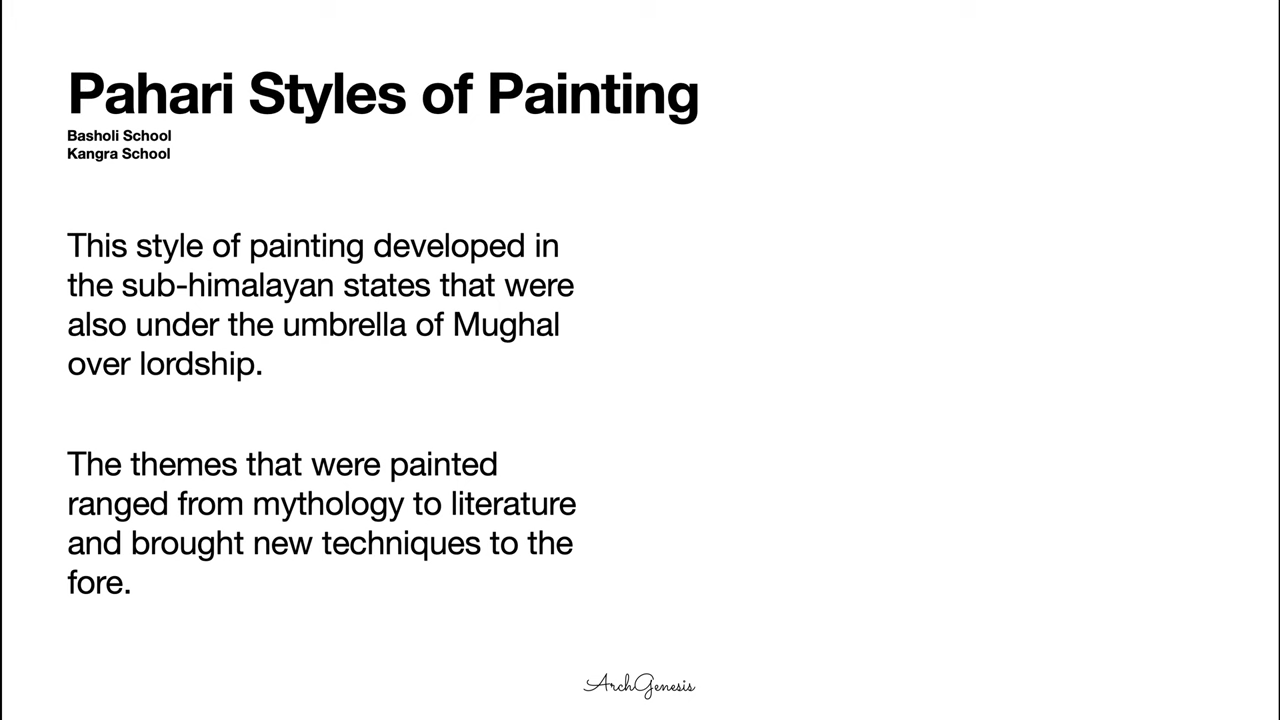 Pahari Styles of Painting
Basholi School
Kangra School
This style of painting developed in
the sub-himalayan states that were
also under the umbrella of Mughal
over lordship.
The themes that were painted
ranged from mythology to literature
and brought new techniques to the
fore.
ArchGenesis